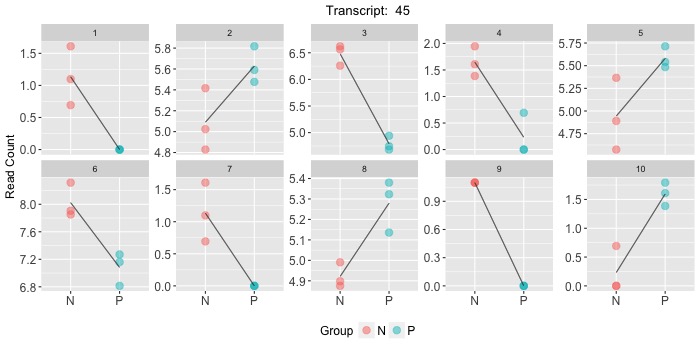 Transcript: 45
Read Count
1 2 3 4 5
1.5 1.0 0.5 0.0
5.8 5.6 5.4 5.2 5.0 4.8
6.5 6.0 5.5 5.0
2.0 1.5 1.0 0.5 0.0
5.75 5.50 5.25 5.00 4.75
6 7 8 9 10
8.0 7.6 7.2 6.8
1.5 1.0 0.5 0.0
5.4 5.3 5.2 5.1 5.0 4.9
0.9 0.6 0.3 0.0
1.5 1.0 0.5 0.0
N P N P N P N P N P
Group N P